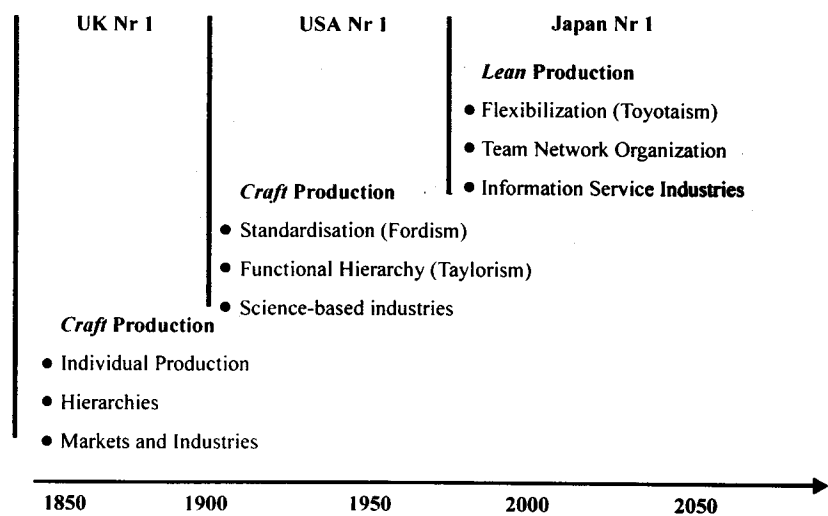 UK Nr 1
USA Nr 1
Japan Nr 1
Lean Production
● Flexibilization (Toyotaism)
● Team Network Organization
● Information Service Industries
Craft Production
● Standardisation (Fordism)
● Functional Hierarchy (Taylorism)
● Science-based industries
Craft Production
● Individual Production
● Hierarchies
● Markets and Industries
1850 1900 1950 2000 2050